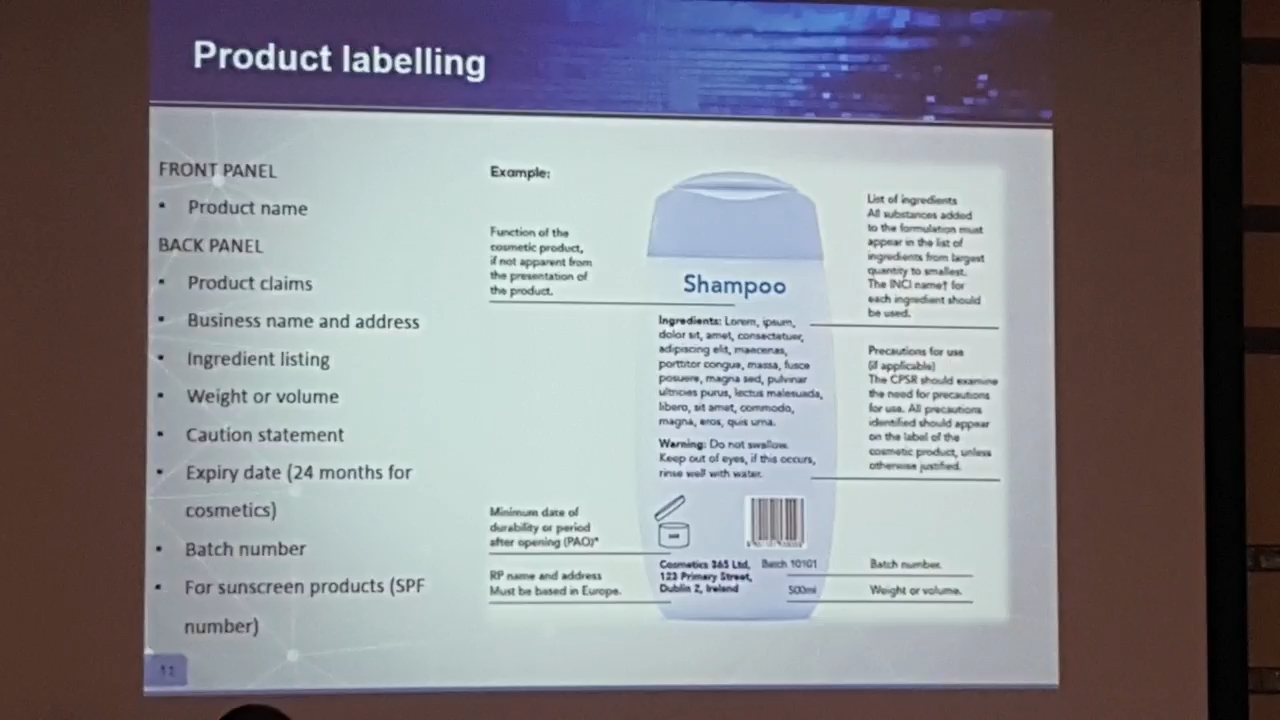 Product labelling
FRONT PANEL
• Product name
BACK PANEL
• Product claims
• Business name and address
• Ingredient listing
• Weight or volume
• Caution statement
• Expiry date (24 months for
cosmetics)
• Batch number
• For sunscreen products (SPF
number)
11
Example:
Function of the
cosmetic product,
if not apparent from
the presentation of
the product.
Minimum date of
durability or period
after opening (PAO)*
RP name and address
Must be based in Europe.
Shampoo
Ingredients: Lorem, ipsum,
dolor sit, amet, consectetuer,
adipiscing elit, maecenas,
porttitor congue, massa, fusce
posuere, magna sed, pulvinar
ultricies purus, lectus malesuada,
libero, sit amet, commodo,
magna, eros, quis urna.
Warning: Do not swallow.
Keep out of eyes, if this occurs,
rinse well with water.
Cosmetics 365 Ltd,
123 Primary Street,
Dublin 2, Ireland
Batch 10101
500ml
List of ingredients
All substances added
to the formulation must
appear in the list of
ingredients from largest
quantity to smallest.
The INCI name† for
each ingredient should
be used.
Precautions for use
(if applicable)
The CPSR should examine
the need for precautions
for use. All precautions
identified should appear
on the label of the
cosmetic product, unless
otherwise justified.
Batch number.
Weight or volume.